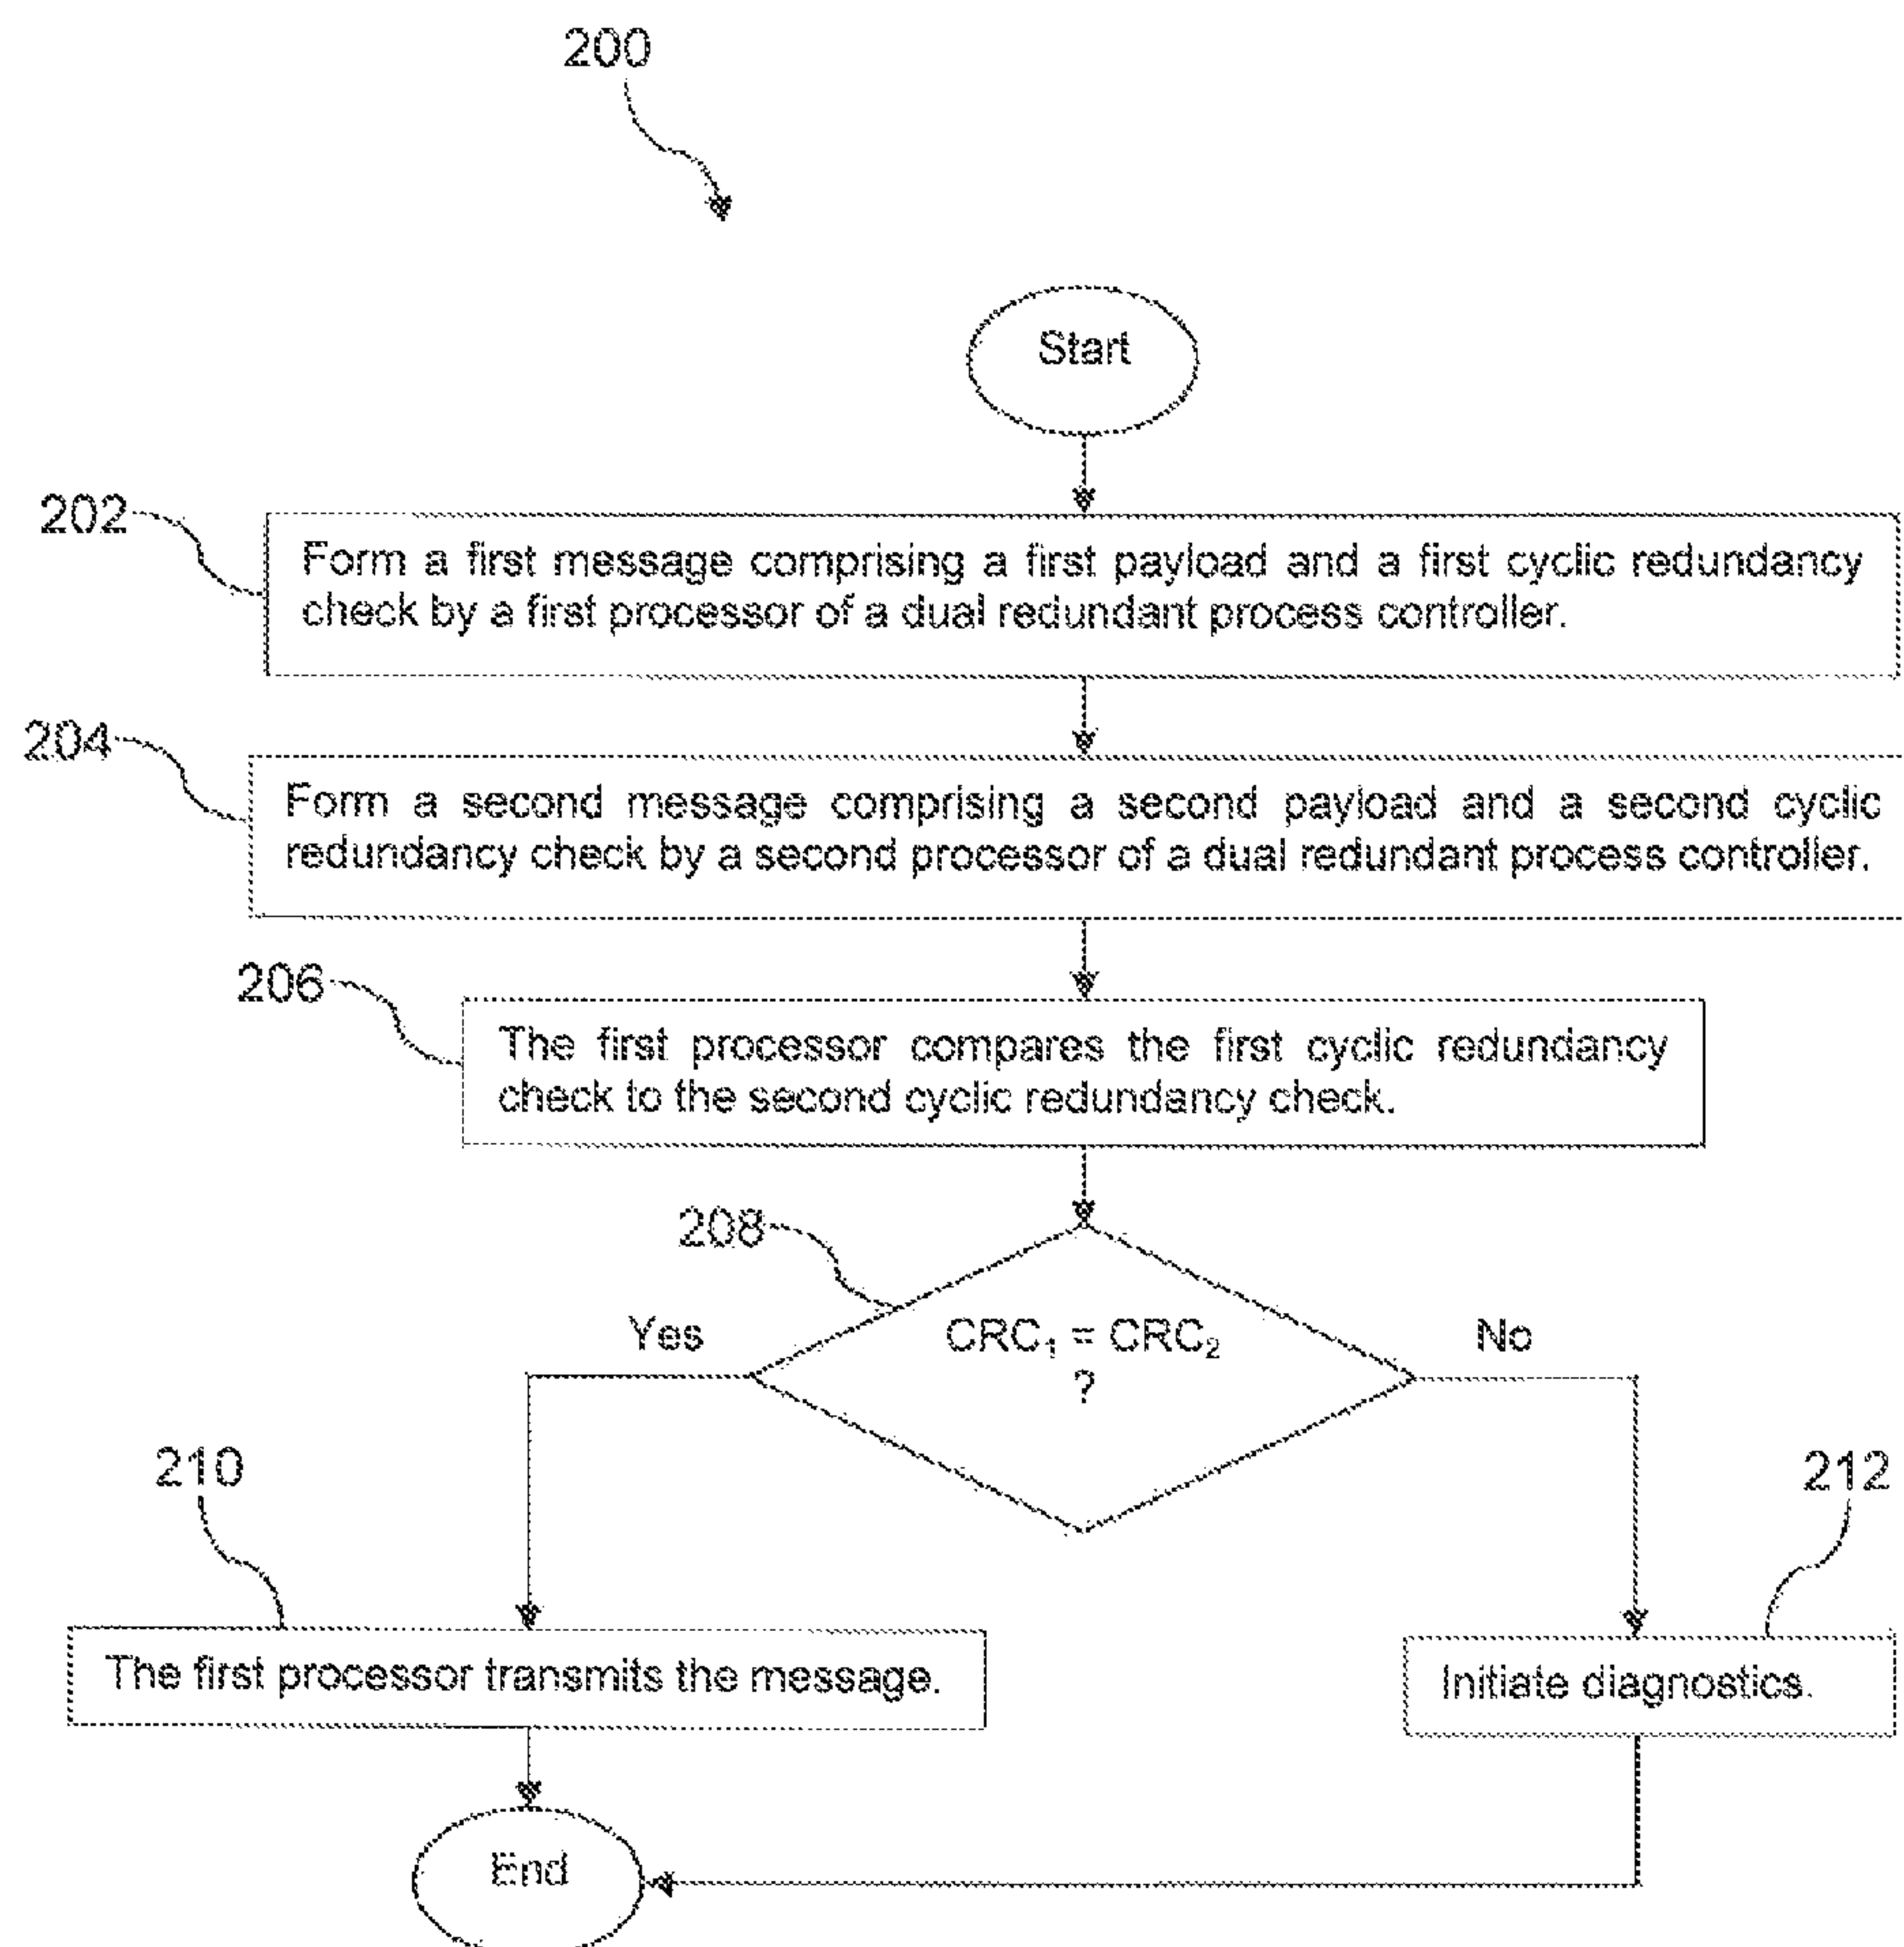 200
Start
202
Form a first message comprising a first payload and a first cyclic redundancy
check by a first processor of a dual redundant process controller.
204
Form a second message comprising a second payload and a second cyclic
redundancy check by a second processor of a dual redundant process controller.
206
The first processor compares the first cyclic redundancy
check to the second cyclic redundancy check.
208
Yes
CRC₁ = CRC₂
?
No
210
212
The first processor transmits the message.
Initiate diagnostics.
End